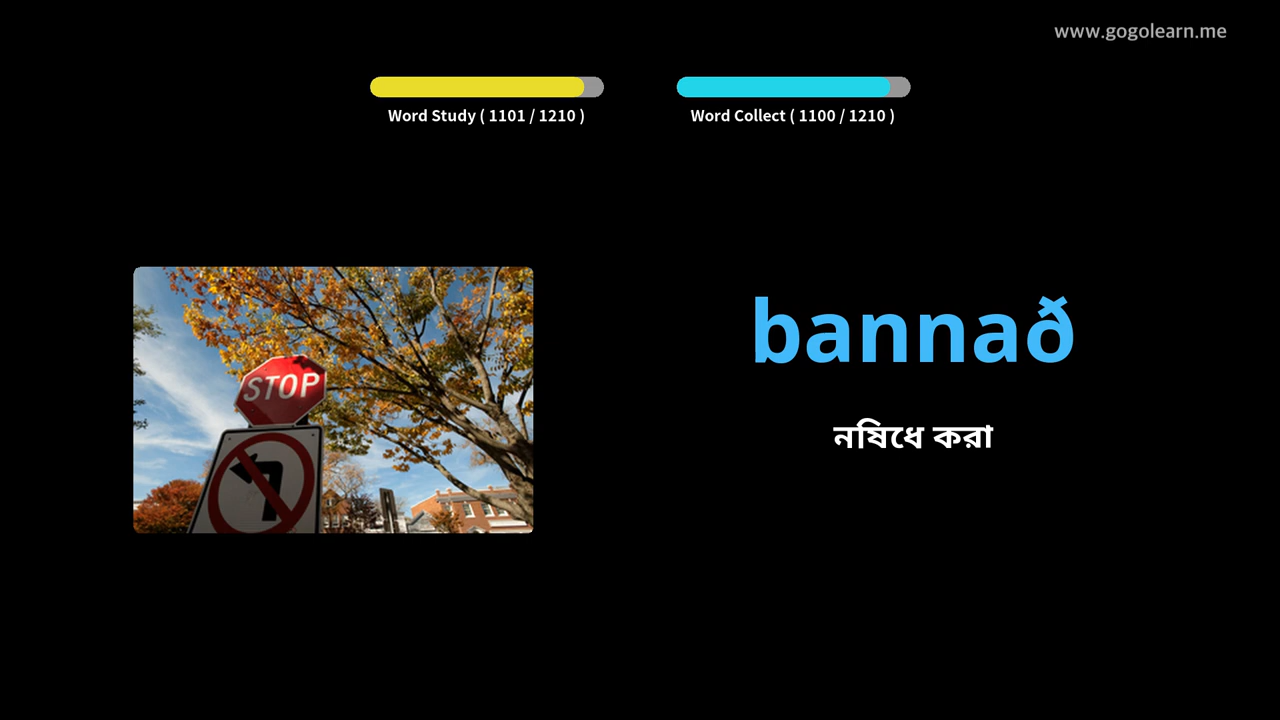 www.gogolearn.me
Word Study ( 1101 / 1210 )
Word Collect ( 1100 / 1210 )
STOP
bannað
নষিিধে করা